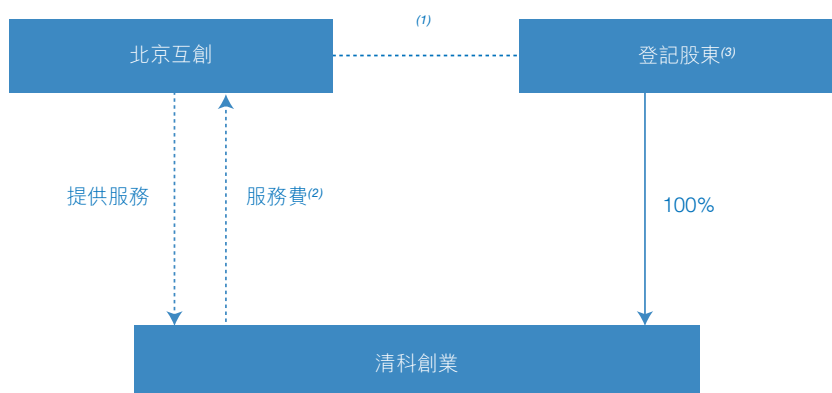 (1)
北京互創
登記股東(3)
提供服務
服務費(2)
100%
清科創業